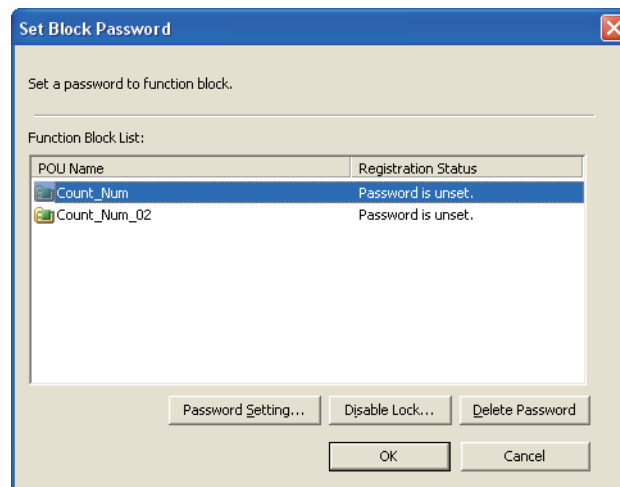 Set Block Password
Set a password to function block.
Function Block List:
POU Name Registration Status
Count_Num Password is unset.
Count_Num_02 Password is unset.
Password Setting... Disable Lock... Delete Password
OK Cancel